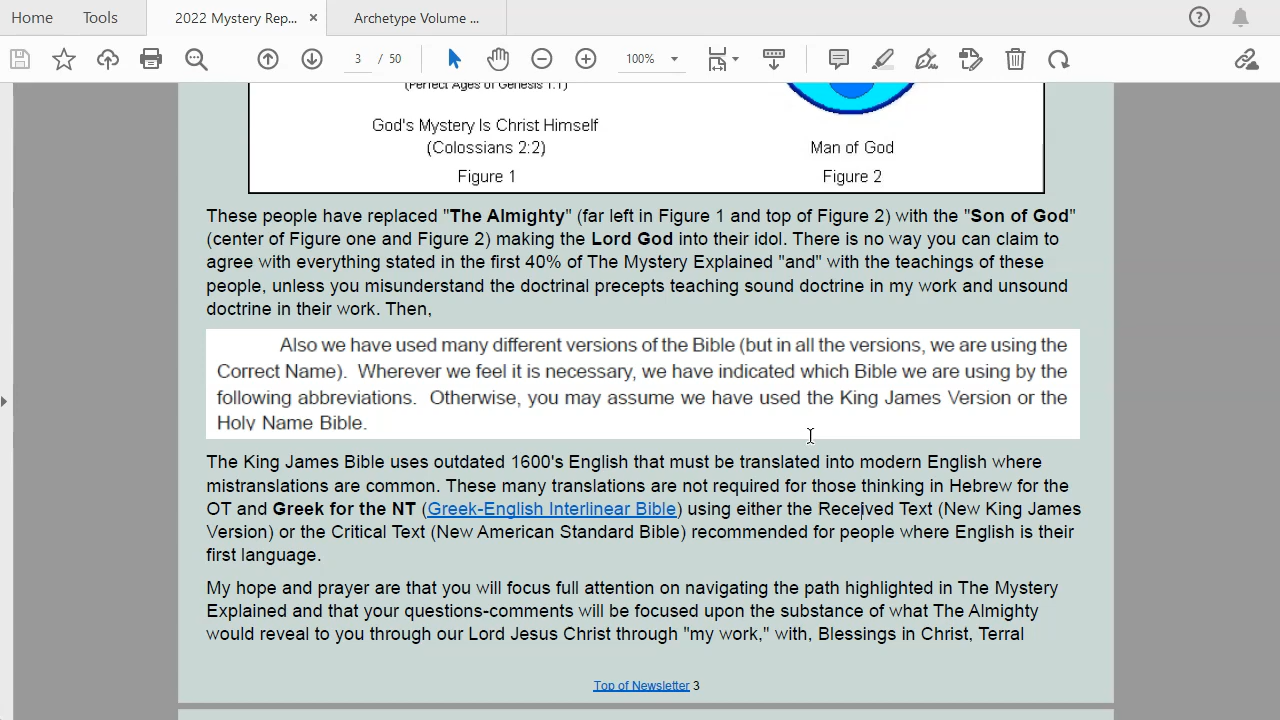 Home Tools 2022 Mystery Rep... × Archetype Volume ...
3 / 50 100%
(Perfect Ages of Genesis 1:1)
God's Mystery Is Christ Himself
(Colossians 2:2) Man of God
Figure 1 Figure 2
These people have replaced "The Almighty" (far left in Figure 1 and top of Figure 2) with the "Son of God"
(center of Figure one and Figure 2) making the Lord God into their idol. There is no way you can claim to
agree with everything stated in the first 40% of The Mystery Explained "and" with the teachings of these
people, unless you misunderstand the doctrinal precepts teaching sound doctrine in my work and unsound
doctrine in their work. Then,
Also we have used many different versions of the Bible (but in all the versions, we are using the
Correct Name). Wherever we feel it is necessary, we have indicated which Bible we are using by the
following abbreviations. Otherwise, you may assume we have used the King James Version or the
Holy Name Bible.
The King James Bible uses outdated 1600's English that must be translated into modern English where
mistranslations are common. These many translations are not required for those thinking in Hebrew for the
OT and Greek for the NT (Greek-English Interlinear Bible) using either the Received Text (New King James
Version) or the Critical Text (New American Standard Bible) recommended for people where English is their
first language.
My hope and prayer are that you will focus full attention on navigating the path highlighted in The Mystery
Explained and that your questions-comments will be focused upon the substance of what The Almighty
would reveal to you through our Lord Jesus Christ through "my work," with, Blessings in Christ, Terral
Top of Newsletter 3